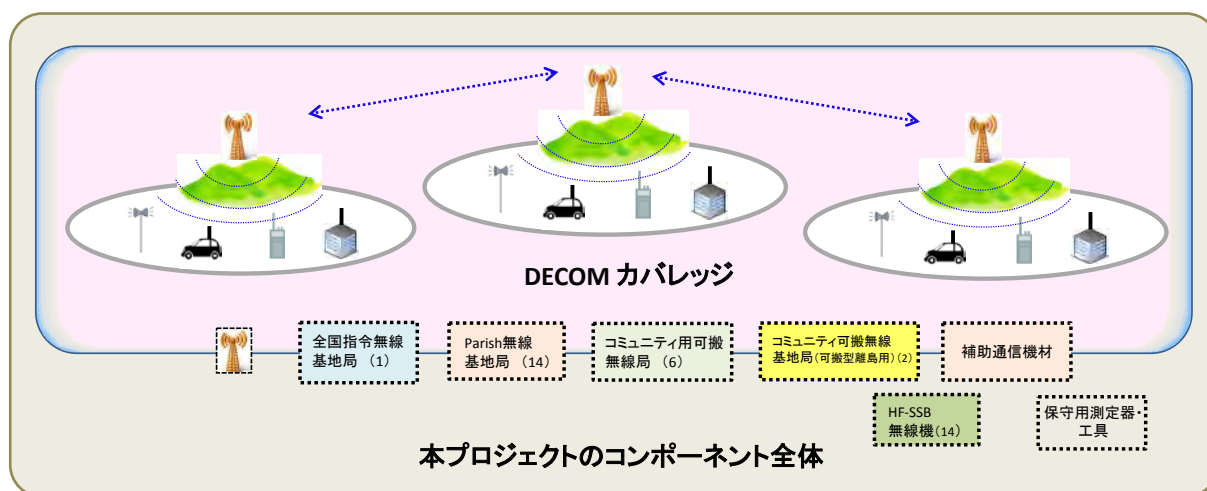 DECOM カバレッジ
全国指令無線
基地局（1）
Parish無線
基地局（14）
コミュニティ用可搬
無線局（6）
コミュニティ可搬無線
基地局(可搬型離島用)(2)
補助通信機材
HF-SSB
無線機(14)
保守用測定器・
工具
本プロジェクトのコンポーネント全体